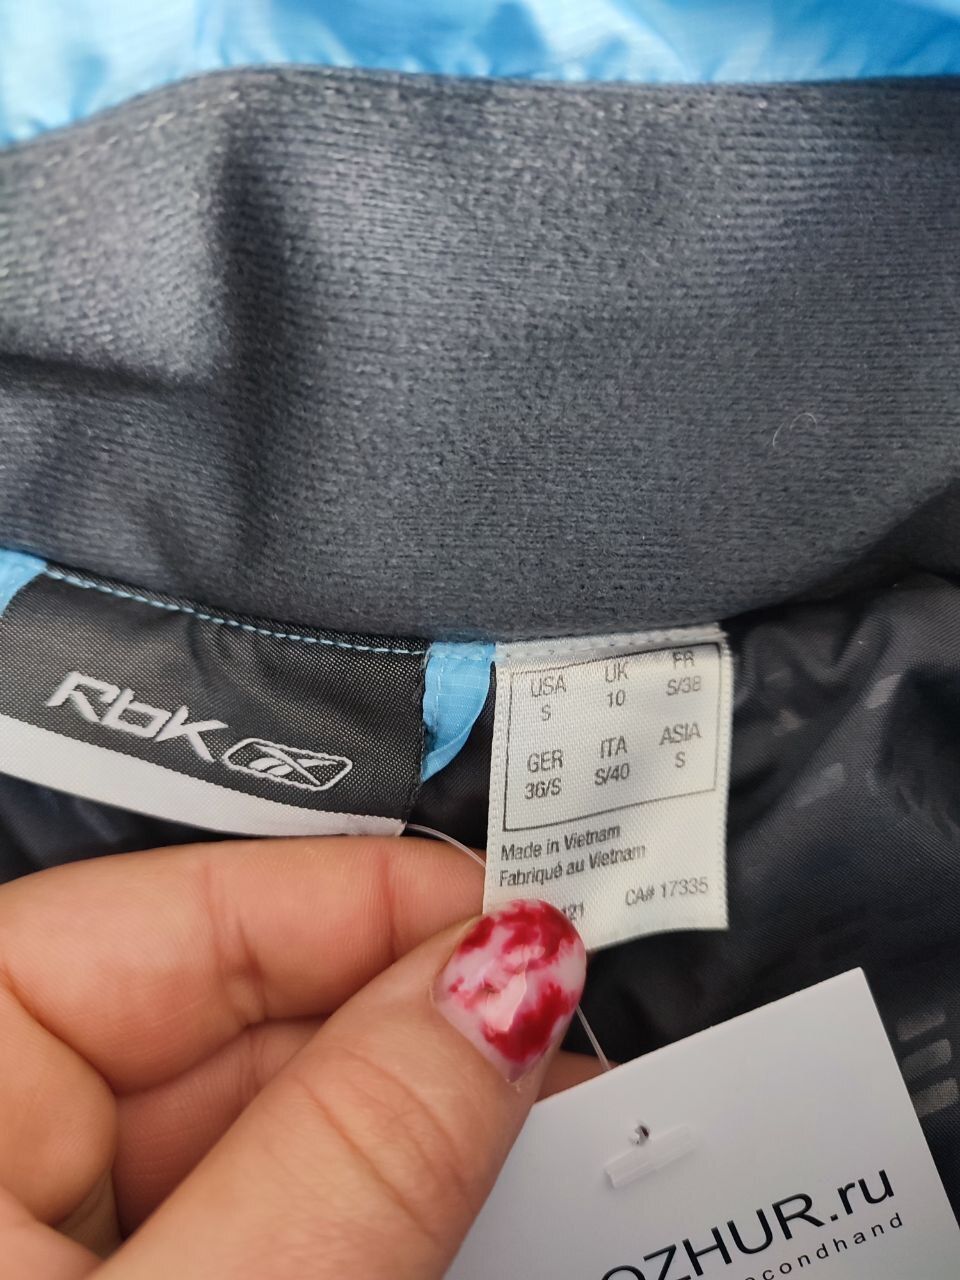 Rbk
USA UK FR
S 10 S/38
GER ITA ASIA
36/S S/40 S
Made in Vietnam
Fabriqué au Vietnam
CA# 17335
OZHUR.ru
econdhand